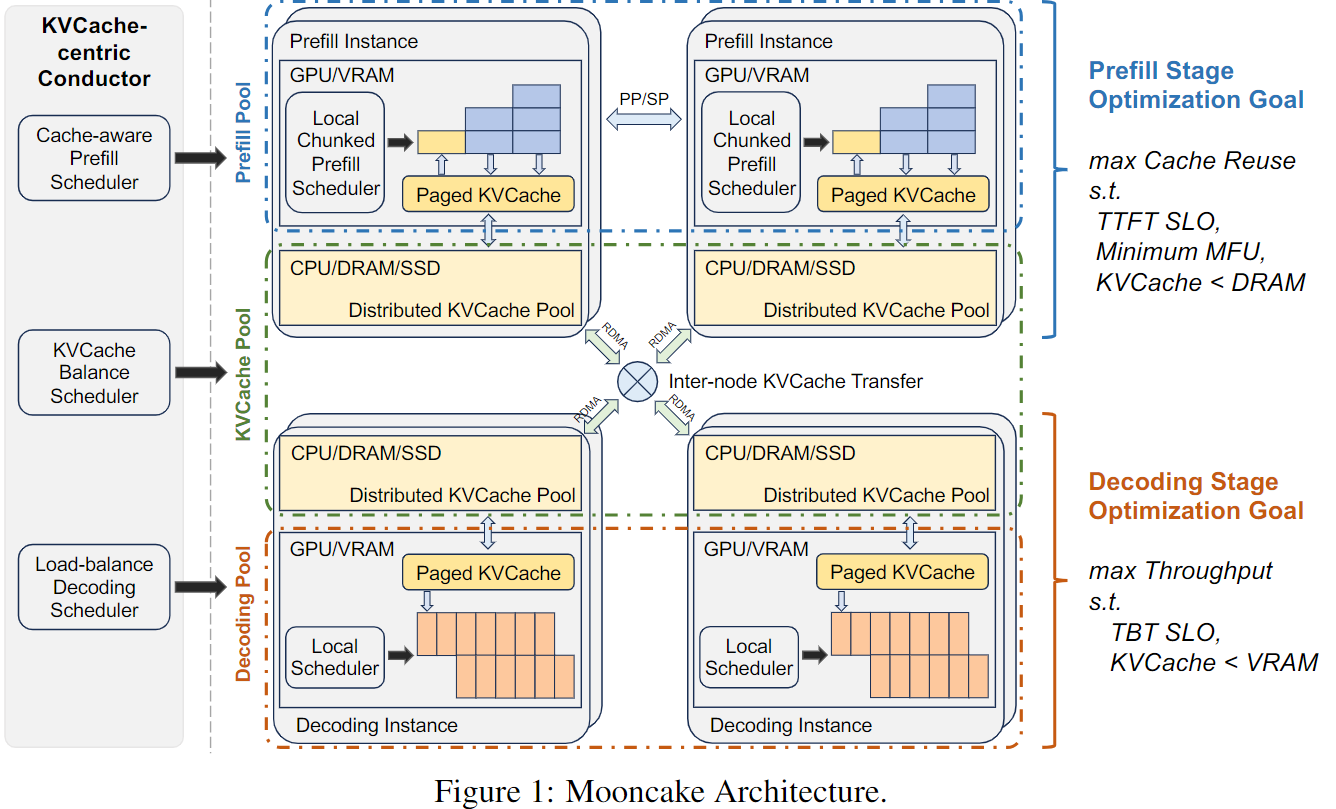 KVCache-
centric
Conductor
Cache-aware
Prefill
Scheduler
KVCache
Balance
Scheduler
Load-balance
Decoding
Scheduler
Prefill Pool
KVCache Pool
Decoding Pool
Prefill Instance
GPU/VRAM
Local
Chunked
Prefill
Scheduler
Paged KVCache
CPU/DRAM/SSD
Distributed KVCache Pool
PP/SP
Prefill Instance
GPU/VRAM
Local
Chunked
Prefill
Scheduler
Paged KVCache
CPU/DRAM/SSD
Distributed KVCache Pool
RDMA
RDMA
Inter-node KVCache Transfer
RDMA
RDMA
CPU/DRAM/SSD
Distributed KVCache Pool
GPU/VRAM
Paged KVCache
Local
Scheduler
Decoding Instance
CPU/DRAM/SSD
Distributed KVCache Pool
GPU/VRAM
Paged KVCache
Local
Scheduler
Decoding Instance
Prefill Stage
Optimization Goal
max Cache Reuse
s.t.
TTFT SLO,
Minimum MFU,
KVCache < DRAM
Decoding Stage
Optimization Goal
max Throughput
s.t.
TBT SLO,
KVCache < VRAM
Figure 1: Mooncake Architecture.